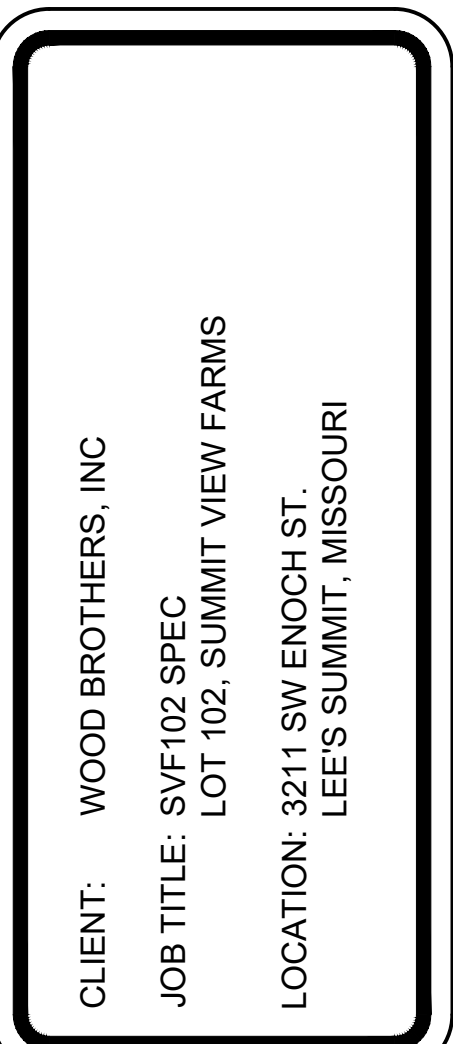 CLIENT: WOOD BROTHERS, INC
JOB TITLE: SVF102 SPEC
LOT 102, SUMMIT VIEW FARMS
LOCATION: 3211 SW ENOCH ST.
LEE'S SUMMIT, MISSOURI